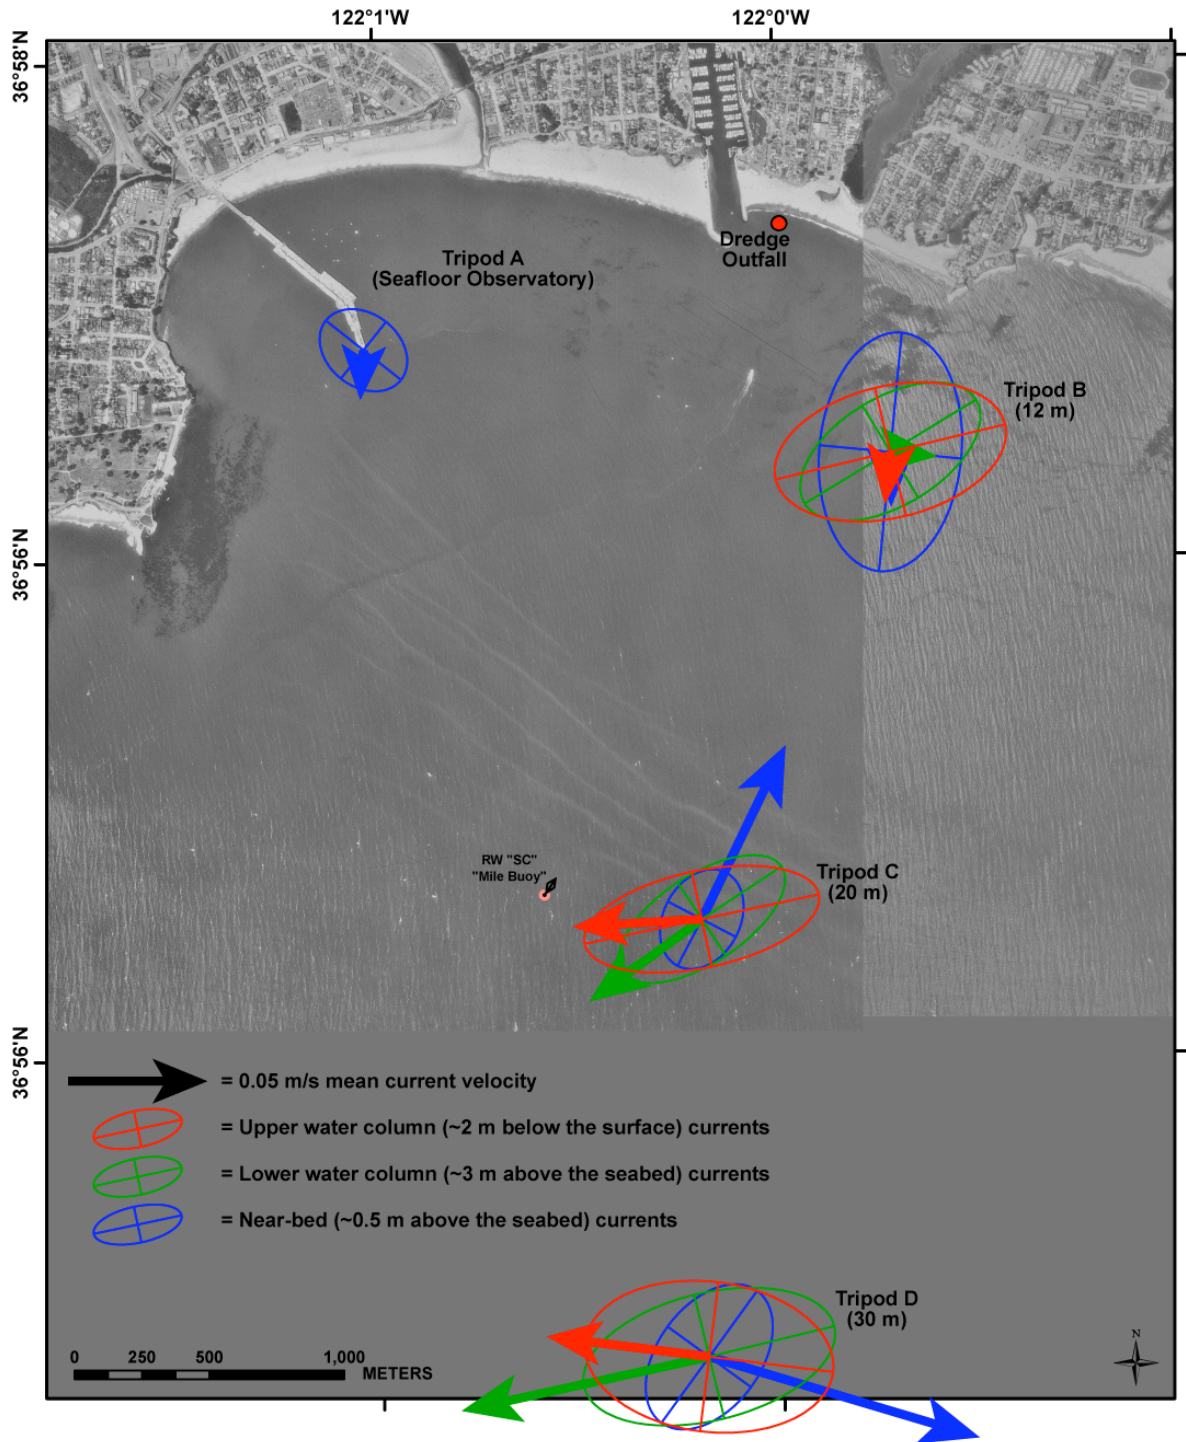 122°1'W
122°0'W
36°58'N
Tripod A
(Seafloor Observatory)
Dredge
Outfall
Tripod B
(12 m)
36°56'N
RW "SC"
"Mile Buoy"
Tripod C
(20 m)
36°56'N
= 0.05 m/s mean current velocity
= Upper water column (~2 m below the surface) currents
= Lower water column (~3 m above the seabed) currents
= Near-bed (~0.5 m above the seabed) currents
Tripod D
(30 m)
0 250 500 1,000
METERS
N